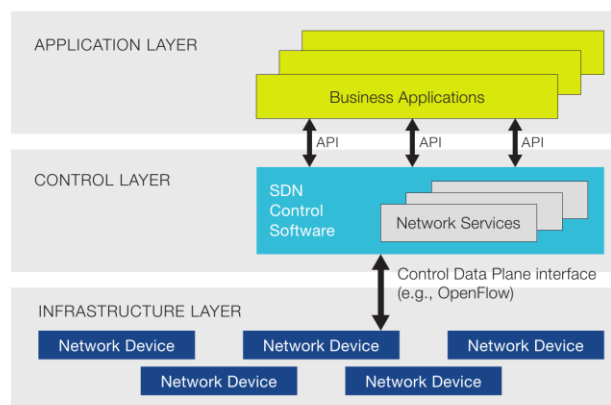 APPLICATION LAYER
Business Applications
API
API
API
CONTROL LAYER
SDN
Control
Software
Network Services
Control Data Plane interface
(e.g., OpenFlow)
INFRASTRUCTURE LAYER
Network Device
Network Device
Network Device
Network Device
Network Device